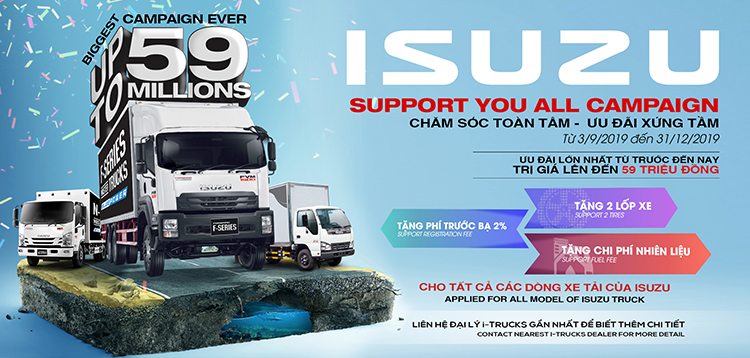 BIGGEST CAMPAIGN EVER
UP TO 59 MILLIONS
F-SERIES
ISUZU
FVM
F-SERIES
ISUZU
SUPPORT YOU ALL CAMPAIGN
CHĂM SÓC TOÀN TÂM - ƯU ĐÃI XỨNG TẦM
Từ 3/9/2019 đến 31/12/2019
ƯU ĐÃI LỚN NHẤT TỪ TRƯỚC ĐẾN NAY
TRỊ GIÁ LÊN ĐẾN 59 TRIỆU ĐỒNG
TẶNG 2 LỐP XE
SUPPORT 2 TIRES
TẶNG PHÍ TRƯỚC BẠ 2%
SUPPORT REGISTRATION FEE
TẶNG CHI PHÍ NHIÊN LIỆU
SUPPORT FUEL FEE
CHO TẤT CẢ CÁC DÒNG XE TẢI CỦA ISUZU
APPLIED FOR ALL MODEL OF ISUZU TRUCK
LIÊN HỆ ĐẠI LÝ i-TRUCKS GẦN NHẤT ĐỂ BIẾT THÊM CHI TIẾT
CONTACT NEAREST I-TRUCKS DEALER FOR MORE DETAIL